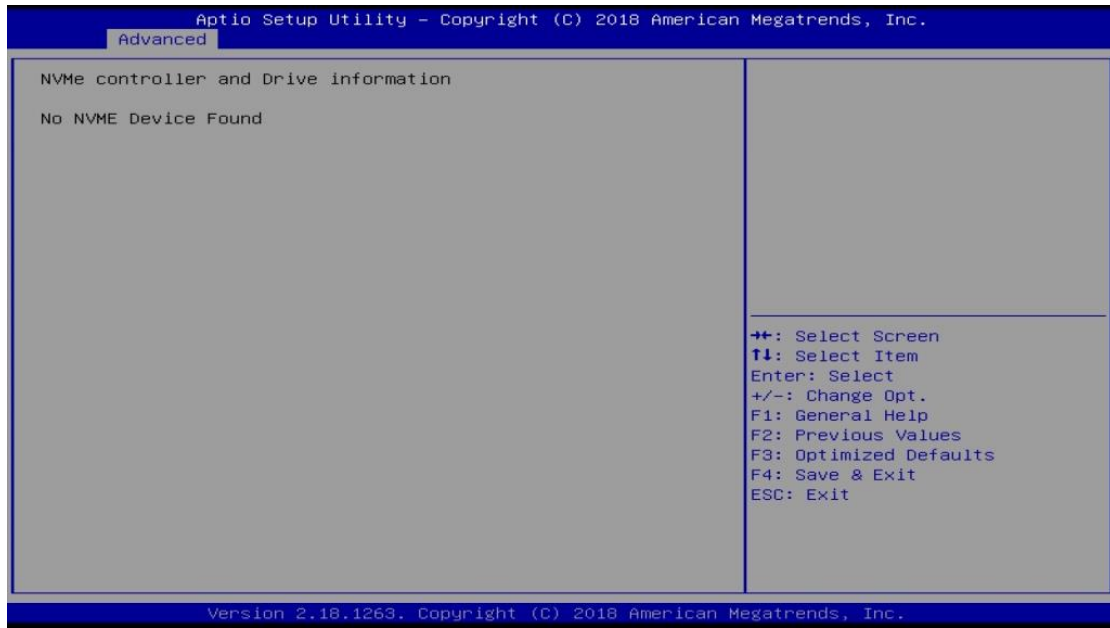 Aptio Setup Utility – Copyright (C) 2018 American Megatrends, Inc.
Advanced
NVMe controller and Drive information
No NVME Device Found
→←: Select Screen
↑↓: Select Item
Enter: Select
+/-: Change Opt.
F1: General Help
F2: Previous Values
F3: Optimized Defaults
F4: Save & Exit
ESC: Exit
Version 2.18.1263. Copyright (C) 2018 American Megatrends, Inc.